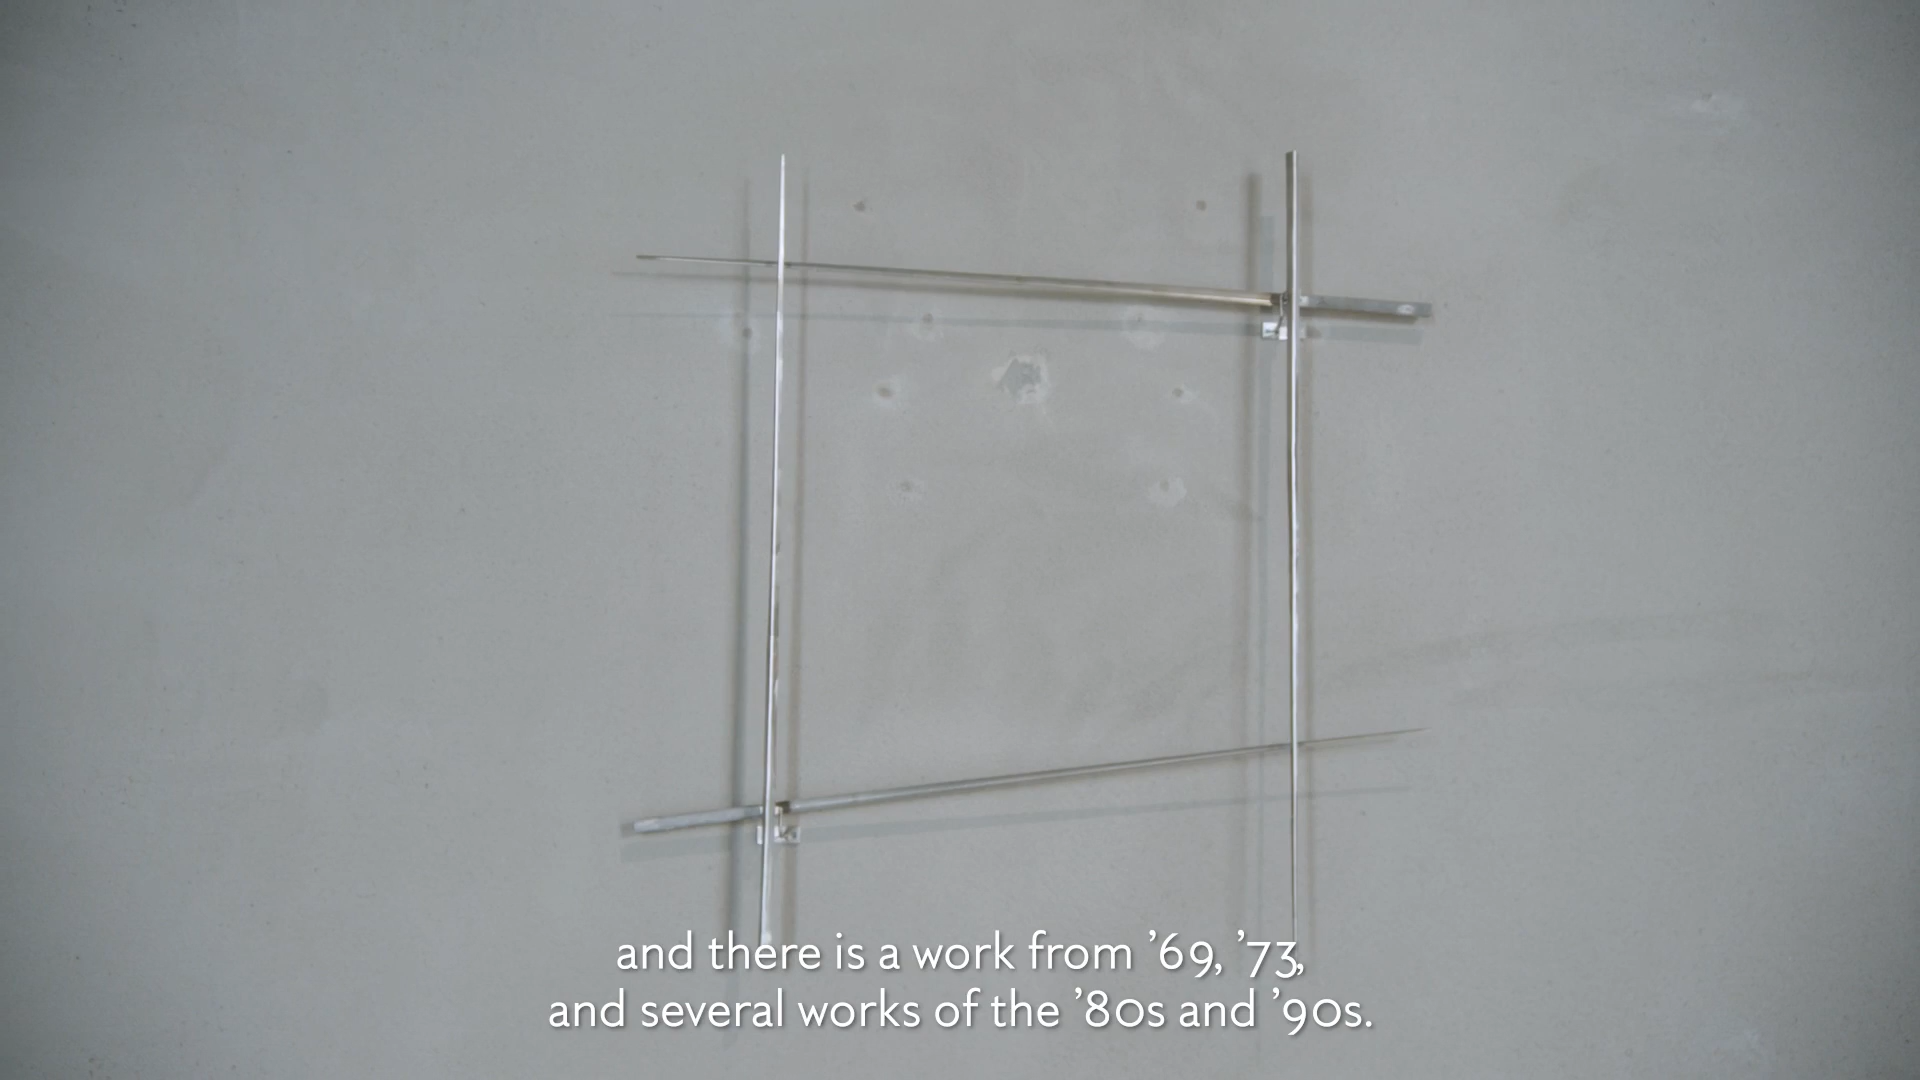 and there is a work from ’69, ’73,
and several works of the ’80s and ’90s.